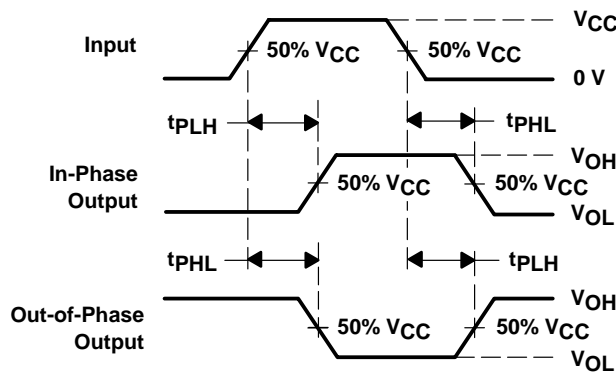 VCC
Input
50% VCC
50% VCC
0 V
tPLH
tPHL
VOH
In-Phase
Output
50% VCC
50% VCC
VOL
tPHL
tPLH
VOH
Out-of-Phase
Output
50% VCC
50% VCC
VOL